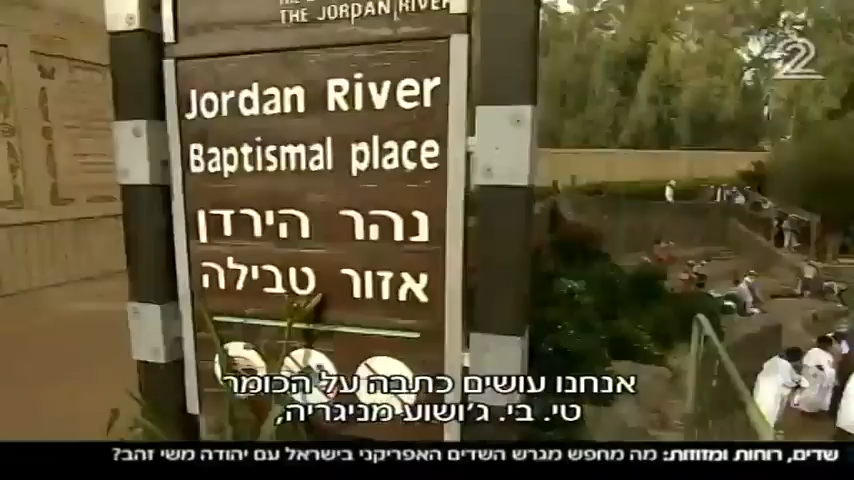 THE JORDAN RIVER
Jordan River
Baptismal place
נהר הירדן
אזור טבילה
2
אנחנו עושים כתבה על הכומר
טי. בי. ג'ושוע מניגריה,
שדים, רוחות ומזוזות: מה מחפש מגרש השדים האפריקני בישראל עם יהודה משי זהב?